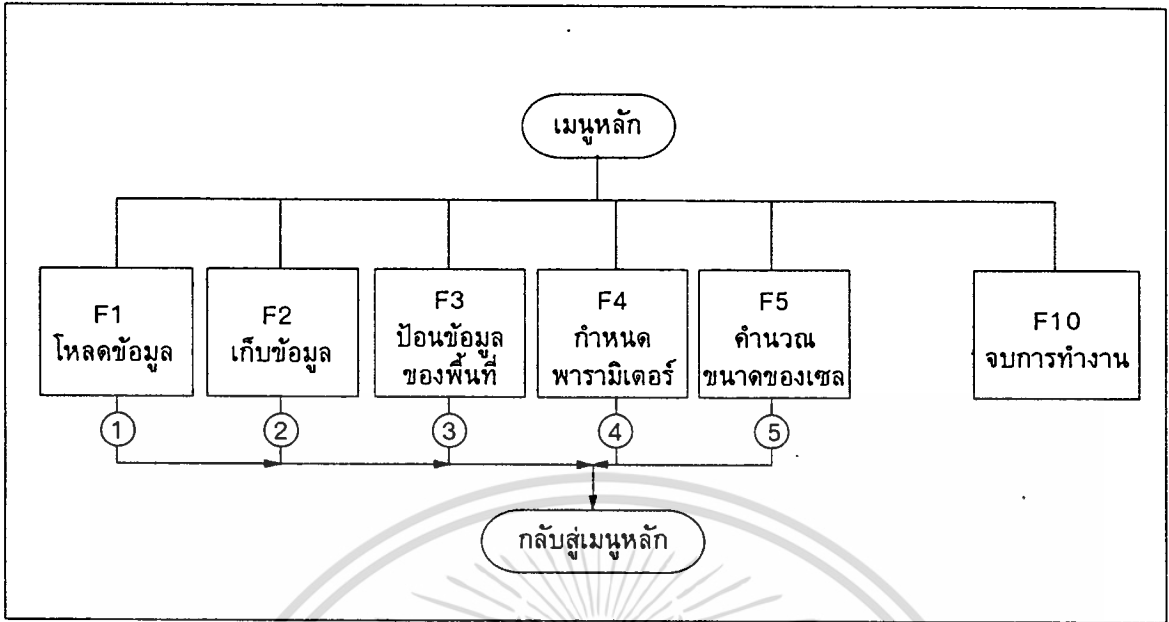 เมนูหลัก
F1
โหลดข้อมูล
F2
เก็บข้อมูล
F3
ป้อนข้อมูล
ของพื้นที่
F4
กำหนด
พารามิเตอร์
F5
คำนวณ
ขนาดของเซล
F10
จบการทำงาน
1
2
3
4
5
กลับสู่เมนูหลัก